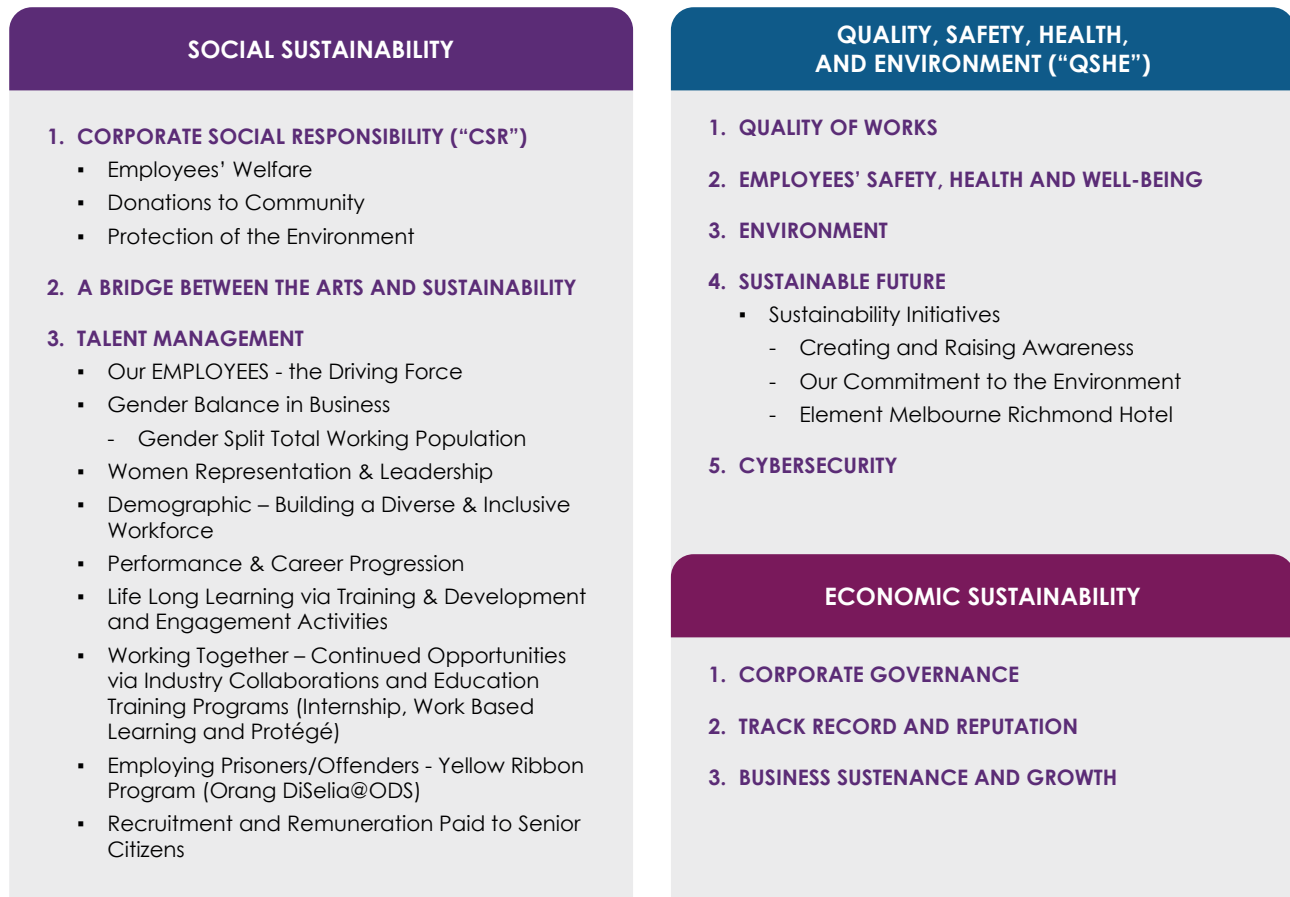 SOCIAL SUSTAINABILITY
1. CORPORATE SOCIAL RESPONSIBILITY (“CSR”)
▪ Employees’ Welfare
▪ Donations to Community
▪ Protection of the Environment
2. A BRIDGE BETWEEN THE ARTS AND SUSTAINABILITY
3. TALENT MANAGEMENT
▪ Our EMPLOYEES - the Driving Force
▪ Gender Balance in Business
- Gender Split Total Working Population
▪ Women Representation & Leadership
▪ Demographic – Building a Diverse & Inclusive
Workforce
▪ Performance & Career Progression
▪ Life Long Learning via Training & Development
and Engagement Activities
▪ Working Together – Continued Opportunities
via Industry Collaborations and Education
Training Programs (Internship, Work Based
Learning and Protégé)
▪ Employing Prisoners/Offenders - Yellow Ribbon
Program (Orang DiSelia@ODS)
▪ Recruitment and Remuneration Paid to Senior
Citizens
QUALITY, SAFETY, HEALTH,
AND ENVIRONMENT (“QSHE”)
1. QUALITY OF WORKS
2. EMPLOYEES’ SAFETY, HEALTH AND WELL-BEING
3. ENVIRONMENT
4. SUSTAINABLE FUTURE
▪ Sustainability Initiatives
- Creating and Raising Awareness
- Our Commitment to the Environment
- Element Melbourne Richmond Hotel
5. CYBERSECURITY
ECONOMIC SUSTAINABILITY
1. CORPORATE GOVERNANCE
2. TRACK RECORD AND REPUTATION
3. BUSINESS SUSTENANCE AND GROWTH